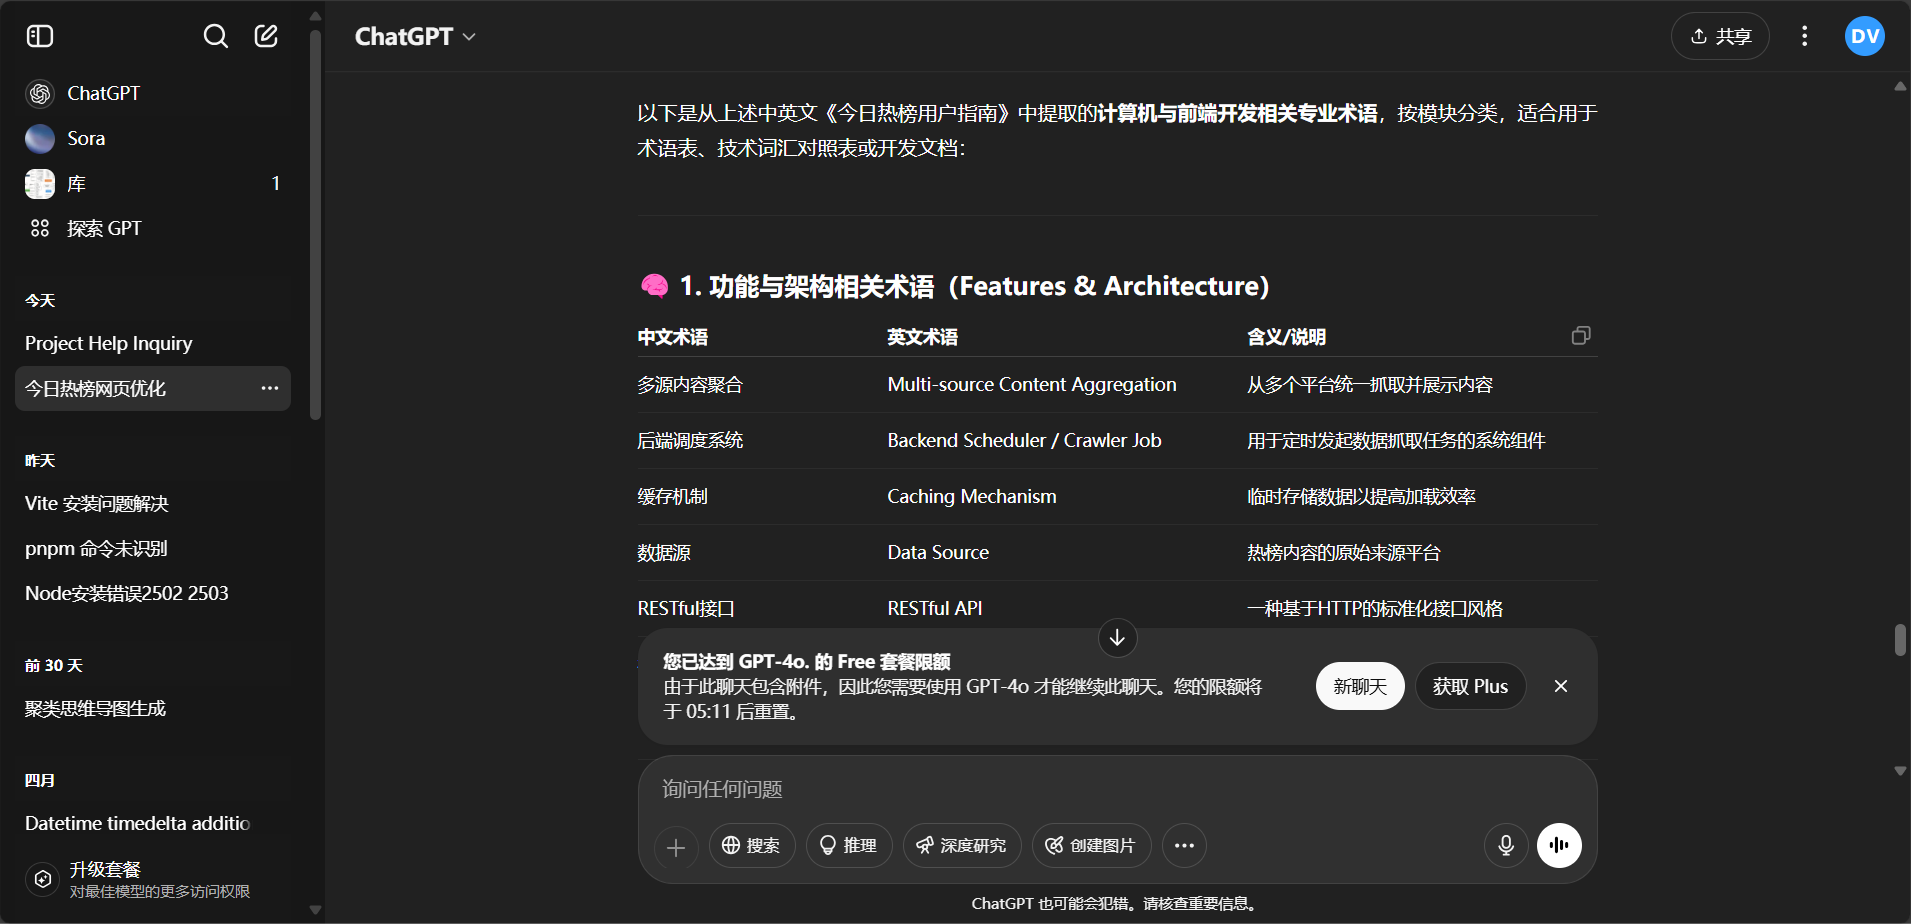 ChatGPT
Sora
库 1
探索 GPT
今天
Project Help Inquiry
今日热榜网页优化
昨天
Vite 安装问题解决
pnpm 命令未识别
Node安装错误2502 2503
前 30 天
聚类思维导图生成
四月
Datetime timedelta additio
升级套餐
对最佳模型的更多访问权限
ChatGPT
共享
DV
以下是从上述中英文《今日热榜用户指南》中提取的计算机与前端开发相关专业术语，按模块分类，适合用于
术语表、技术词汇对照表或开发文档：
🧠 1. 功能与架构相关术语（Features & Architecture）
中文术语 英文术语 含义/说明
多源内容聚合 Multi-source Content Aggregation 从多个平台统一抓取并展示内容
后端调度系统 Backend Scheduler / Crawler Job 用于定时发起数据抓取任务的系统组件
缓存机制 Caching Mechanism 临时存储数据以提高加载效率
数据源 Data Source 热榜内容的原始来源平台
RESTful接口 RESTful API 一种基于HTTP的标准化接口风格
您已达到 GPT-4o. 的 Free 套餐限额
由于此聊天包含附件，因此您需要使用 GPT-4o 才能继续此聊天。您的限额将
于 05:11 后重置。
新聊天
获取 Plus
询问任何问题
搜索
推理
深度研究
创建图片
ChatGPT 也可能会犯错。请核查重要信息。